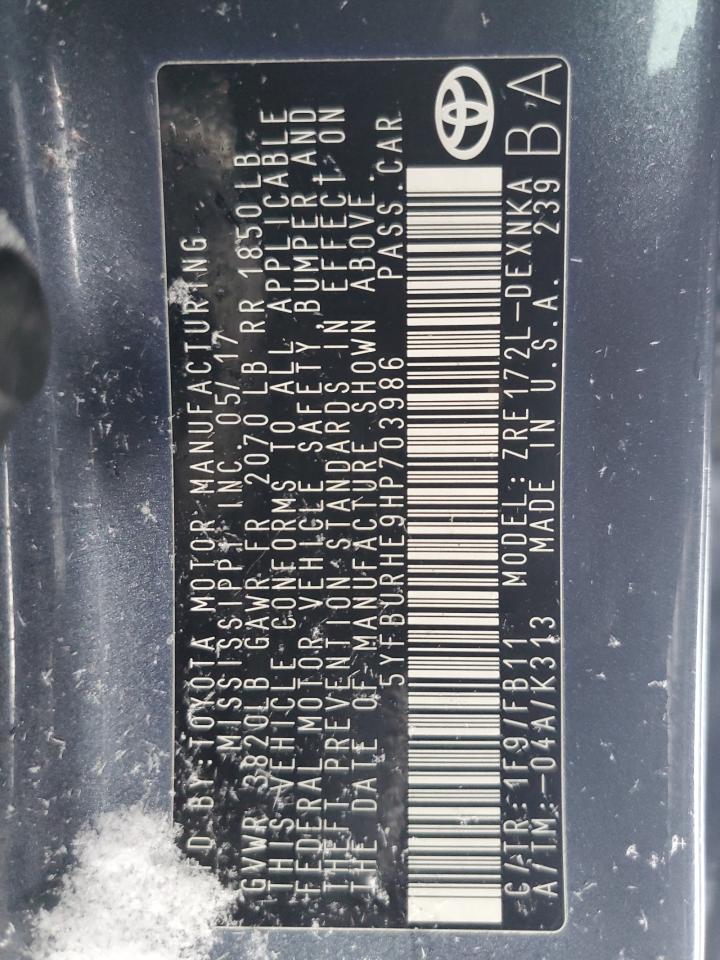 D BY:TOYOTA MOTOR MANUFACTURING
MISSISSIPPI, INC. 05/17
GVWR 3820LB GAWR FR 2070 LB RR 1850LB
THIS VEHICLE CONFORMS TO ALL APPLICABLE
FEDERAL MOTOR VEHICLE SAFETY, BUMPER AND
THEFT PREVENTION STANDARDS IN EFFECT ON
THE DATE OF MANUFACTURE SHOWN ABOVE.
5YFBURHE9HP703986 PASS.CAR
C/TR:1F9/FB11 MODEL:ZRE172L-DEXNKA
A/TM:-04A/K313 MADE IN U.S.A. 239
BA